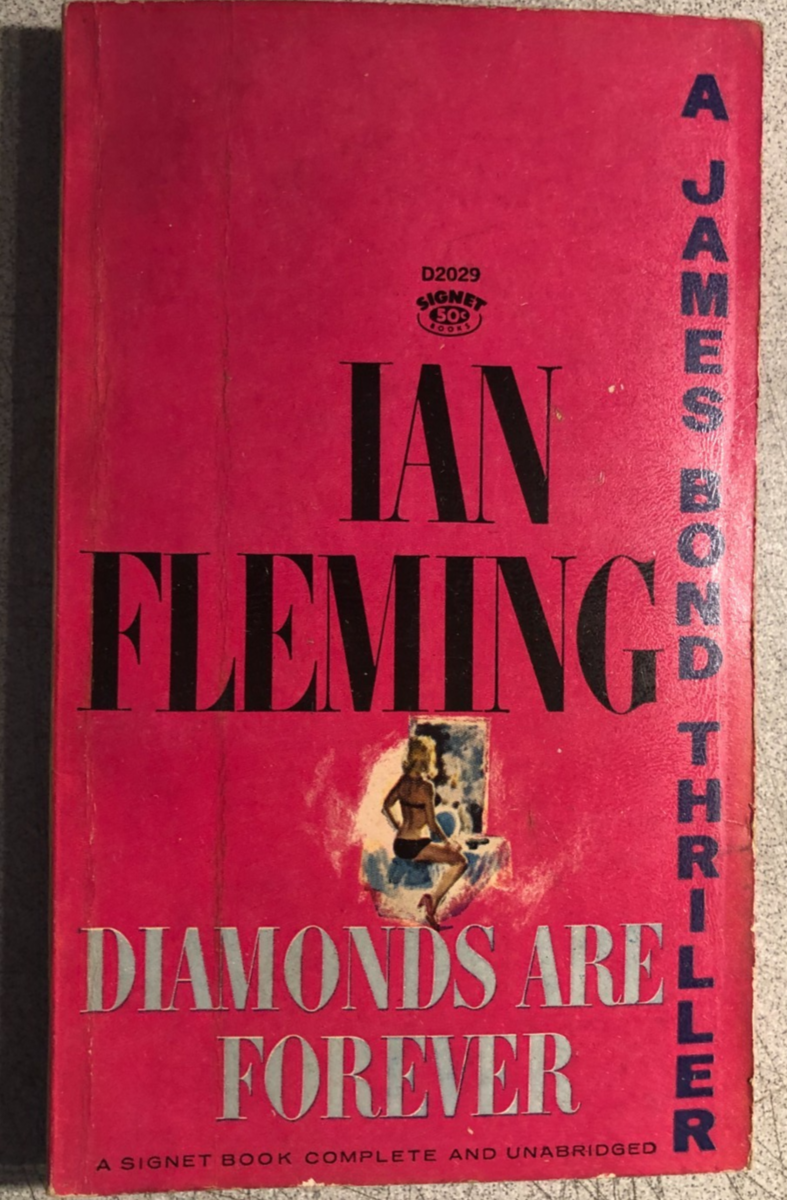 D2029
SIGNET
50¢
BOOKS
IAN
FLEMING
DIAMONDS ARE
FOREVER
A SIGNET BOOK COMPLETE AND UNABRIDGED
A JAMES BOND THRILLER